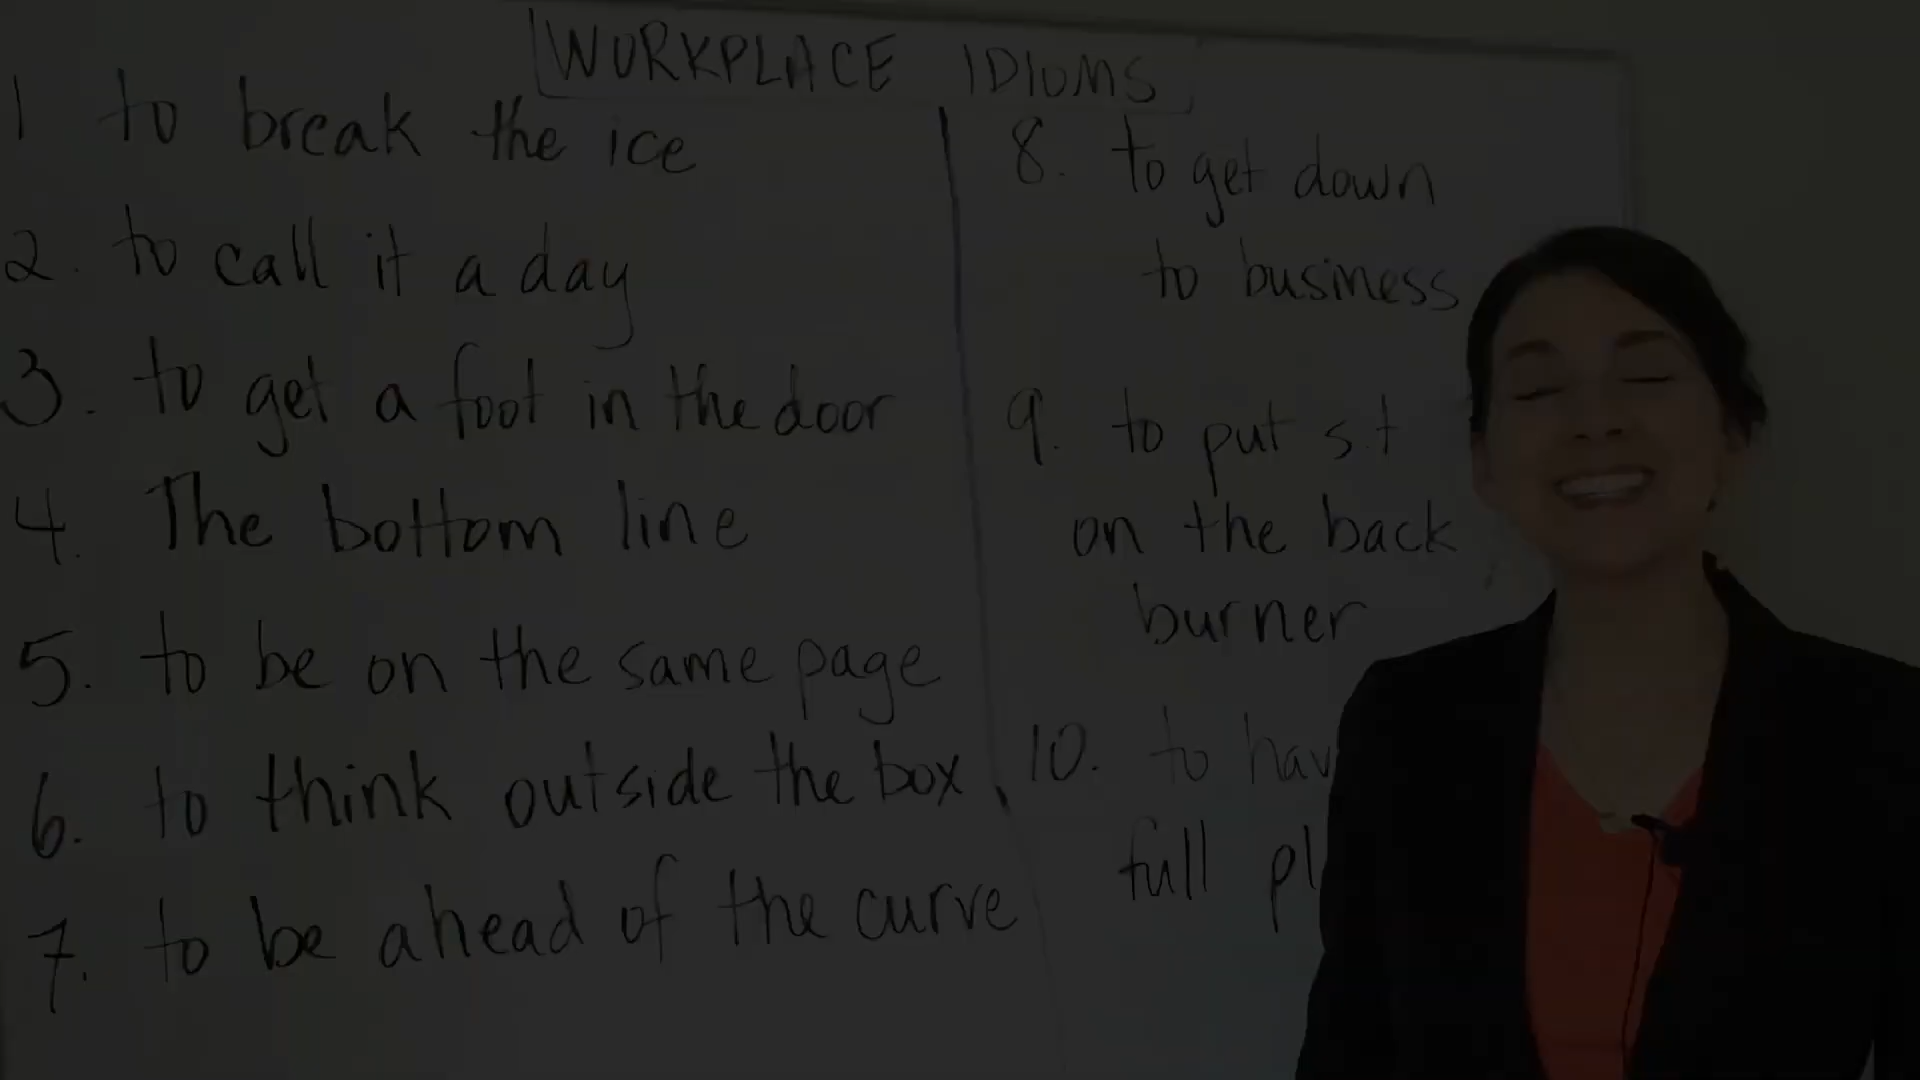 WORKPLACE IDIOMS
1 to break the ice
2. to call it a day
3. to get a foot in the door
4. The bottom line
5. to be on the same page
6. to think outside the box
7. to be ahead of the curve
8. to get down
to business
9. to put s.t
on the back
burner
10. to hav
full pl